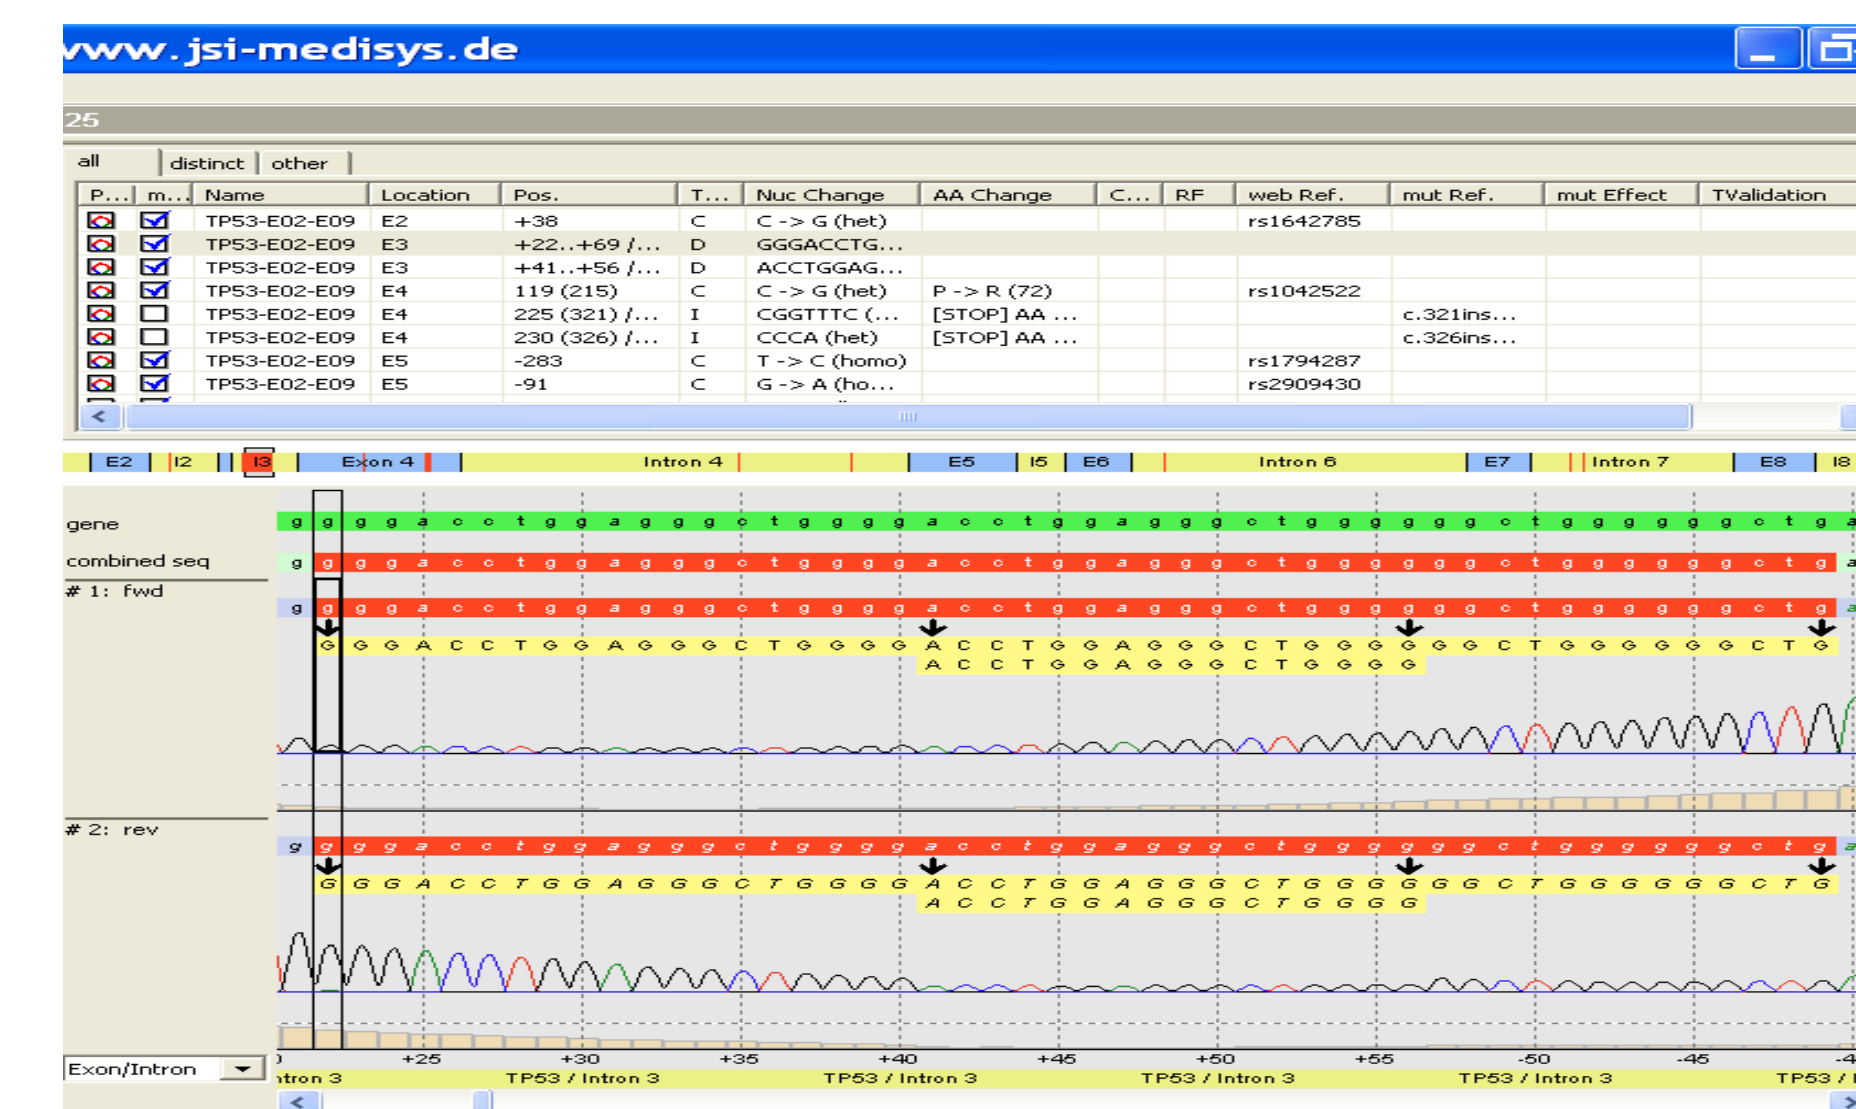 www.jsi-medisys.de
25
all distinct other
P... m... Name Location Pos. T... Nuc Change AA Change C... RF web Ref. mut Ref. mut Effect TValidation
TP53-E02-E09 E2 +38 C C -> G (het) rs1642785
TP53-E02-E09 E3 +22..+69 /... D GGGACCTG...
TP53-E02-E09 E3 +41..+56 /... D ACCTGGAG...
TP53-E02-E09 E4 119 (215) C C -> G (het) P -> R (72) rs1042522
TP53-E02-E09 E4 225 (321) /... I CGGTTTC (... [STOP] AA ... c.321ins...
TP53-E02-E09 E4 230 (326) /... I CCCA (het) [STOP] AA ... c.326ins...
TP53-E02-E09 E5 -283 C T -> C (homo) rs1794287
TP53-E02-E09 E5 -91 C G -> A (ho... rs2909430
E2 I2 I3 Exon 4 Intron 4 E5 I5 E6 Intron 6 E7 Intron 7 E8 I8
gene g g g g a c c t g g a g g g c t g g g g a c c t g g a g g g c t g g g g g g c t g g g g g g c t g a
combined seq g g g g a c c t g g a g g g c t g g g g a c c t g g a g g g c t g g g g g g c t g g g g g g c t g a
# 1: fwd
g g g g a c c t g g a g g g c t g g g g a c c t g g a g g g c t g g g g g g c t g g g g g g c t g a
G G G A C C T G G A G G G C T G G G G A C C T G G A G G G C T G G G G G G C T G G G G G G C T G
A C C T G G A G G G C T G G G G
# 2: rev
g g g g a c c t g g a g g g c t g g g g a c c t g g a g g g c t g g g g g g c t g g g g g g c t g a
G G G A C C T G G A G G G C T G G G G A C C T G G A G G G C T G G G G G G C T G G G G G G C T G
A C C T G G A G G G C T G G G G
+25 +30 +35 +40 +45 +50 +55 -50 -45 -4
Exon/Intron
ntron 3 TP53 / Intron 3 TP53 / Intron 3 TP53 / Intron 3 TP53 / Intron 3 TP53 / I